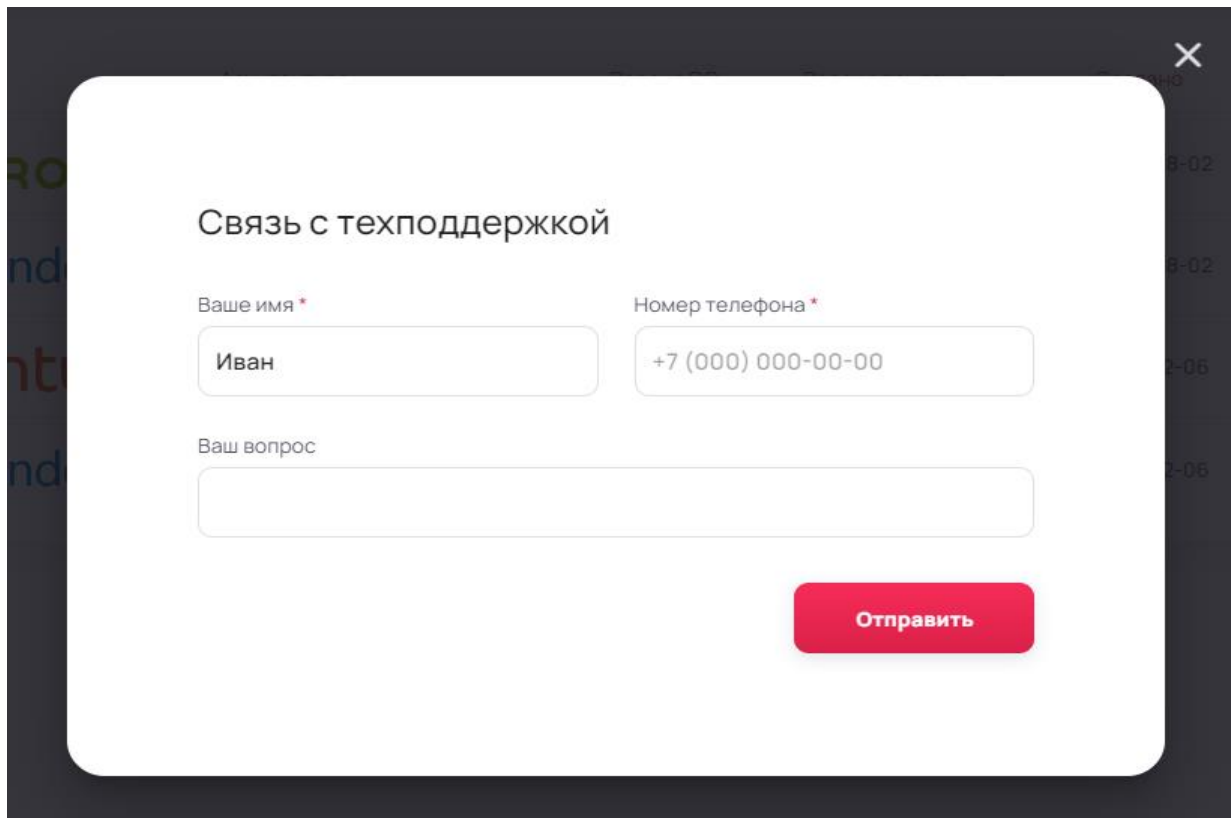 Связь с техподдержкой
Ваше имя * Номер телефона *
Иван +7 (000) 000-00-00
Ваш вопрос
Отправить